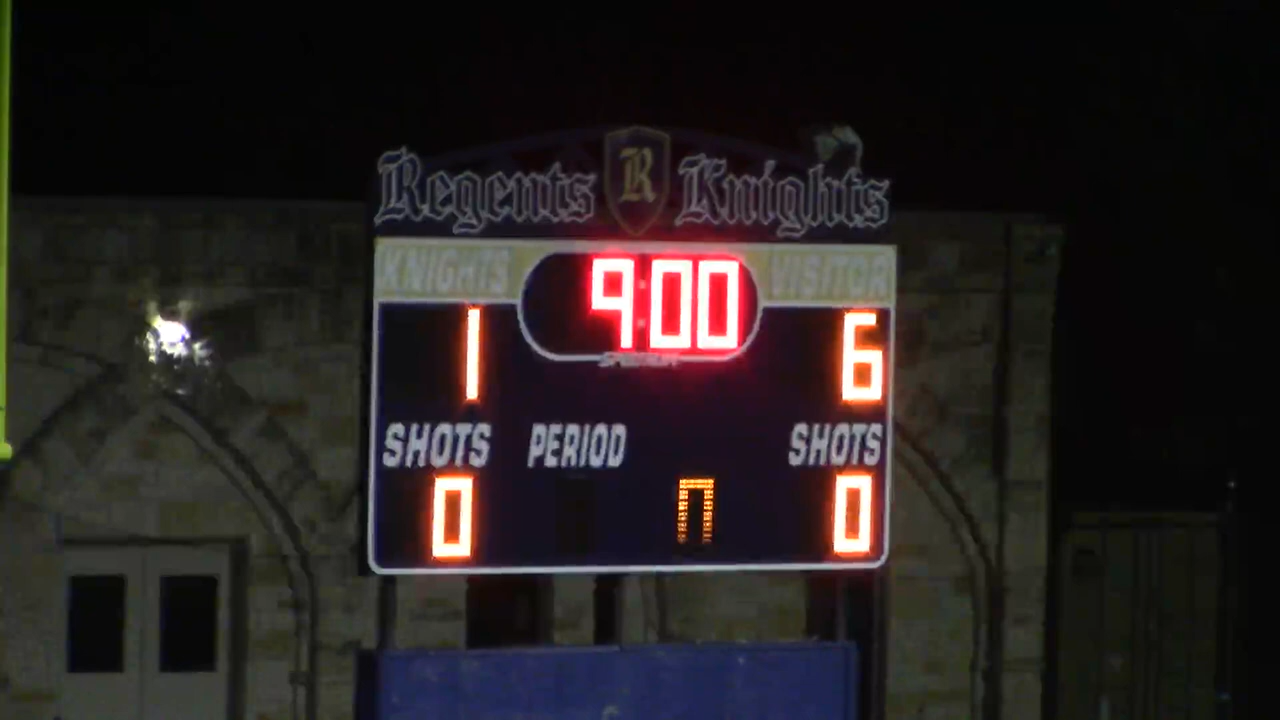 Regents R Knights
KNIGHTS 9:00 VISITOR
1 6
SHOTS PERIOD SHOTS
0 0